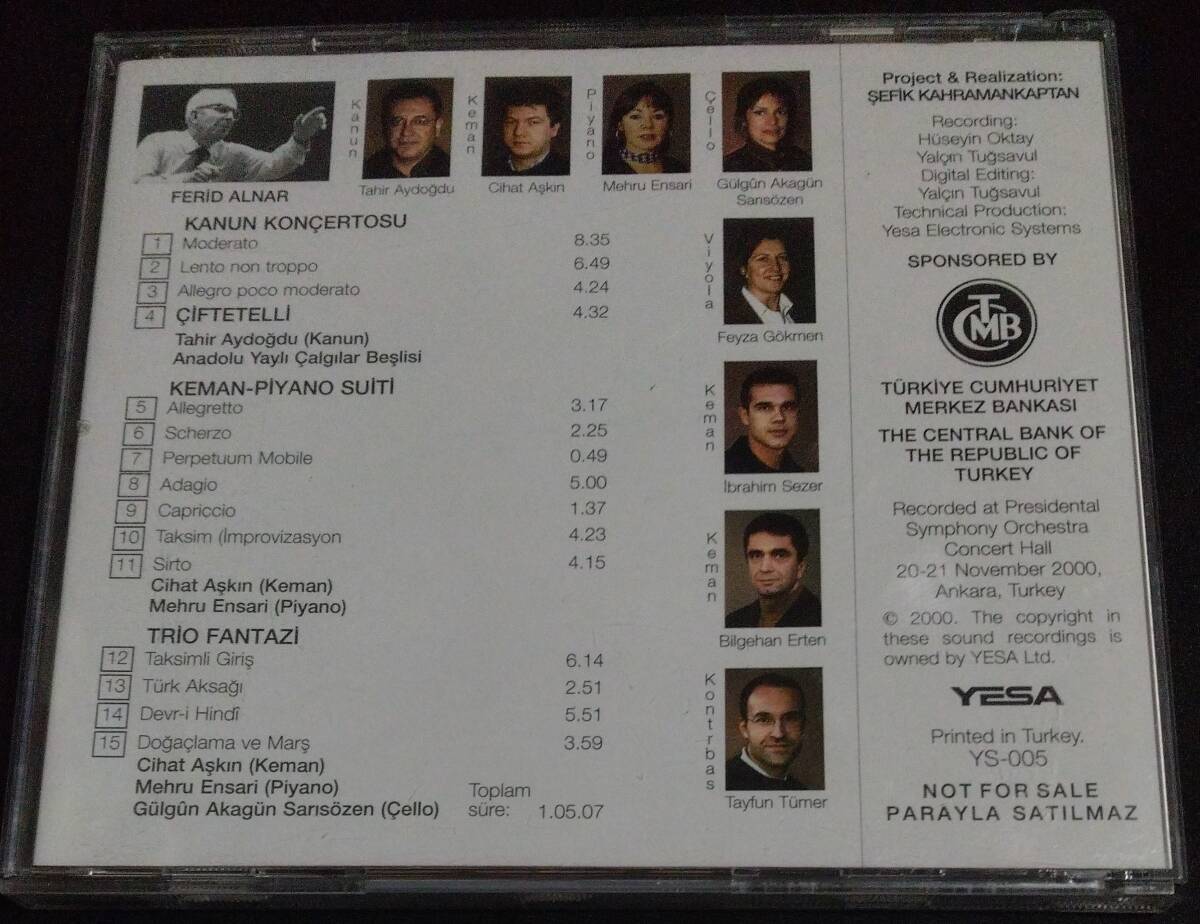 FERİD ALNAR
Kanun
Tahir Aydoğdu
Keman
Cihat Aşkın
Piyano
Mehru Ensari
Çello
Gülgûn Akagün
Sarısözen
KANUN KONÇERTOSU
1 Moderato 8.35
2 Lento non troppo 6.49
3 Allegro poco moderato 4.24
4 ÇİFTETELLİ 4.32
Tahir Aydoğdu (Kanun)
Anadolu Yaylı Çalgılar Beşlisi
KEMAN-PİYANO SUİTİ
5 Allegretto 3.17
6 Scherzo 2.25
7 Perpetuum Mobile 0.49
8 Adagio 5.00
9 Capriccio 1.37
10 Taksim (İmprovizasyon 4.23
11 Sirto 4.15
Cihat Aşkın (Keman)
Mehru Ensari (Piyano)
TRİO FANTAZİ
12 Taksimli Giriş 6.14
13 Türk Aksağı 2.51
14 Devr-i Hindî 5.51
15 Doğaçlama ve Marş 3.59
Cihat Aşkın (Keman)
Mehru Ensari (Piyano)
Gülgûn Akagün Sarısözen (Çello)
Toplam
süre: 1.05.07
Viyola
Feyza Gökmen
Keman
İbrahim Sezer
Keman
Bilgehan Erten
Kontrbas
Tayfun Tümer
Project & Realization:
ŞEFİK KAHRAMANKAPTAN
Recording:
Hüseyin Oktay
Yalçın Tuğsavul
Digital Editing:
Yalçın Tuğsavul
Technical Production:
Yesa Electronic Systems
SPONSORED BY
TCMB
TÜRKİYE CUMHURİYET
MERKEZ BANKASI
THE CENTRAL BANK OF
THE REPUBLIC OF
TURKEY
Recorded at Presidental
Symphony Orchestra
Concert Hall
20-21 November 2000,
Ankara, Turkey
© 2000. The copyright in
these sound recordings is
owned by YESA Ltd.
YESA
Printed in Turkey.
YS-005
NOT FOR SALE
PARAYLA SATILMAZ